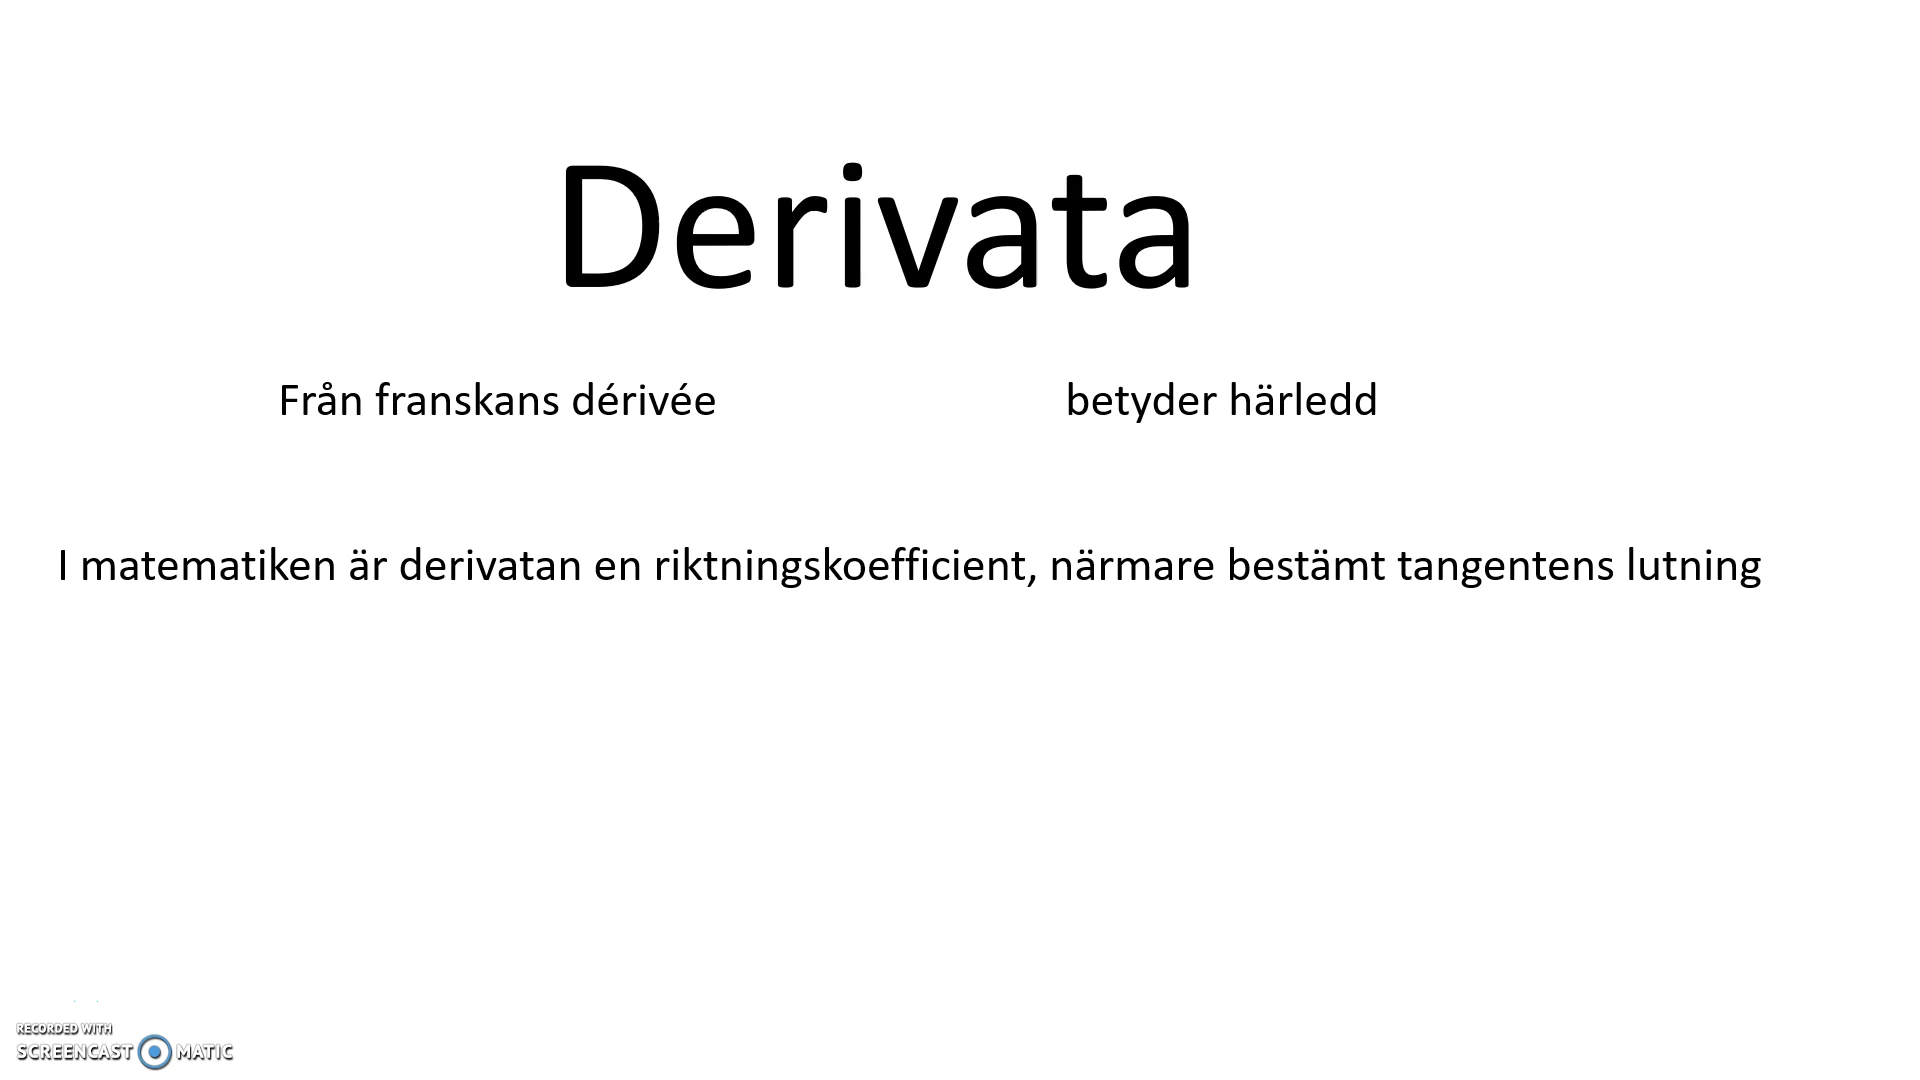 Derivata
Från franskans dérivée betyder härledd
I matematiken är derivatan en riktningskoefficient, närmare bestämt tangentens lutning
RECORDED WITH
SCREENCAST MATIC